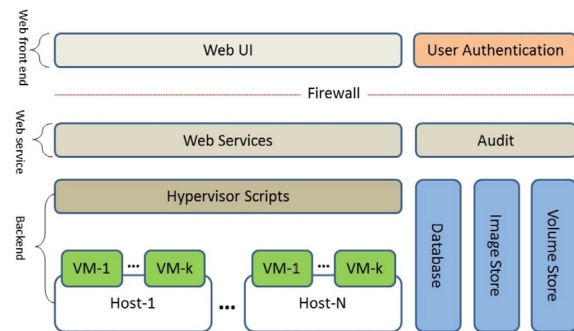 Web front end
Web UI
User Authentication
Firewall
Web service
Web Services
Audit
Backend
Hypervisor Scripts
VM-1 ... VM-k
Host-1
...
VM-1 ... VM-k
Host-N
Database
Image Store
Volume Store